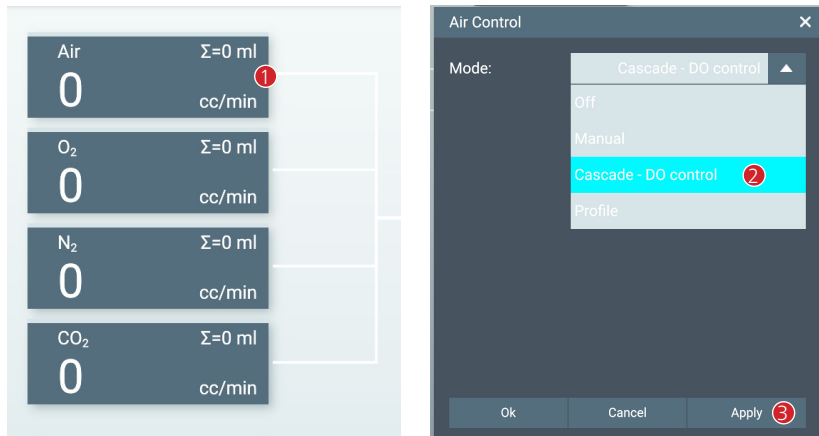 Air Σ=0 ml
0 cc/min
1
O₂ Σ=0 ml
0 cc/min
N₂ Σ=0 ml
0 cc/min
CO₂ Σ=0 ml
0 cc/min
Air Control ×
Mode: Cascade - DO control
Off
Manual
Cascade - DO control 2
Profile
Ok Cancel Apply 3